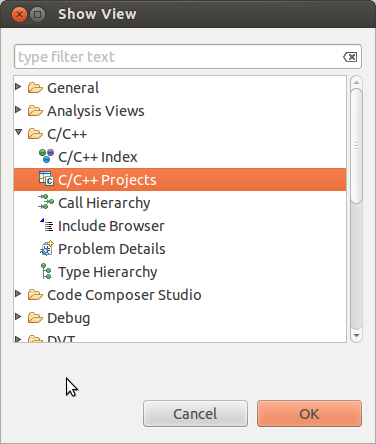 Show View
type filter text
General
Analysis Views
C/C++
C/C++ Index
C/C++ Projects
Call Hierarchy
Include Browser
Problem Details
Type Hierarchy
Code Composer Studio
Debug
DVT
Cancel
OK